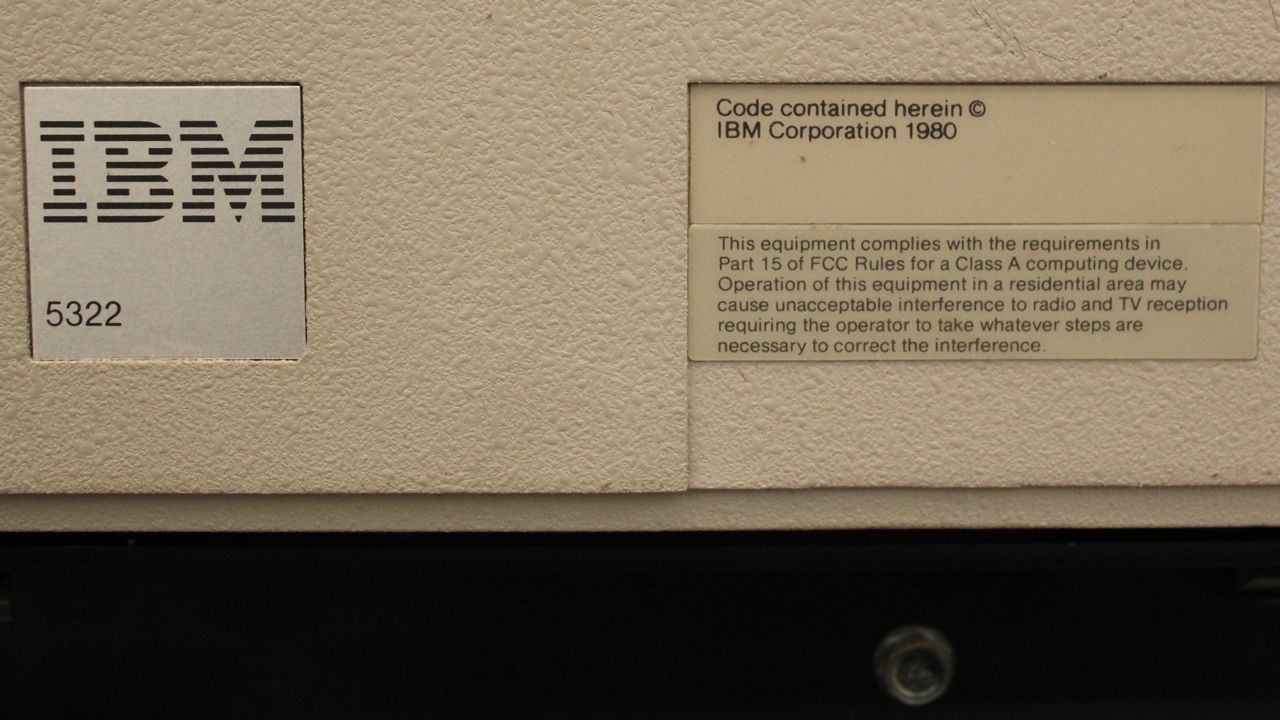 IBM
5322
Code contained herein ©
IBM Corporation 1980
This equipment complies with the requirements in
Part 15 of FCC Rules for a Class A computing device.
Operation of this equipment in a residential area may
cause unacceptable interference to radio and TV reception
requiring the operator to take whatever steps are
necessary to correct the interference.